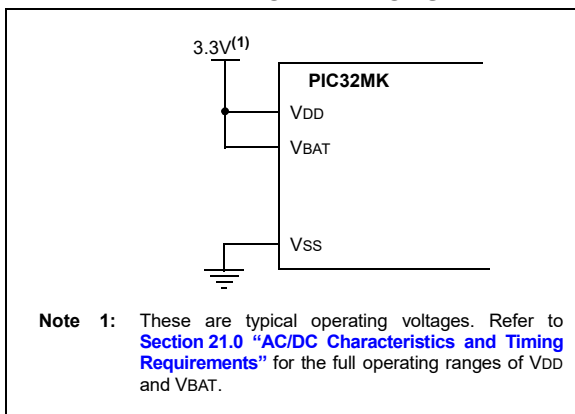 3.3V(1)
PIC32MK
VDD
VBAT
VSS
Note 1: These are typical operating voltages. Refer to
Section 21.0 “AC/DC Characteristics and Timing
Requirements” for the full operating ranges of VDD
and VBAT.